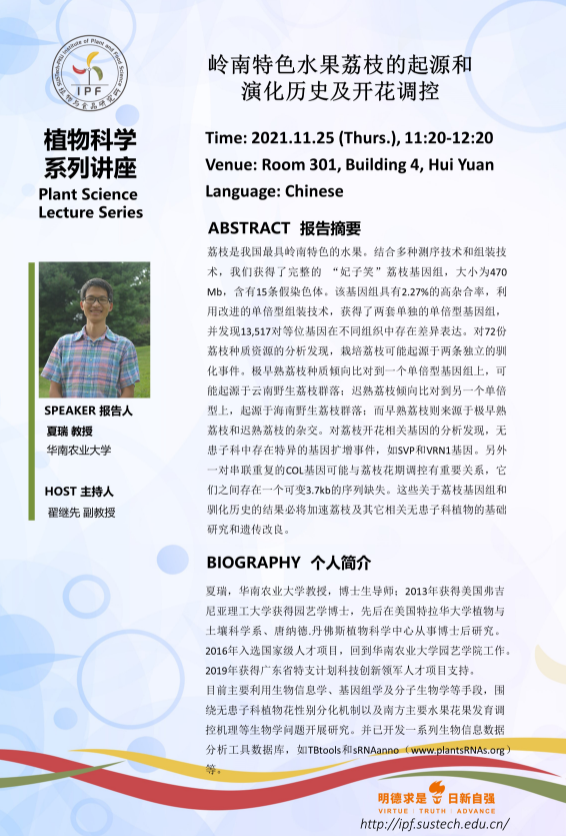 岭南特色水果荔枝的起源和
演化历史及开花调控
SUSTech-PKU Institute of Plant and Food Science
IPF
植物与食品研究所
植物科学
系列讲座
Plant Science
Lecture Series
Time: 2021.11.25 (Thurs.), 11:20-12:20
Venue: Room 301, Building 4, Hui Yuan
Language: Chinese
ABSTRACT 报告摘要
荔枝是我国最具岭南特色的水果。结合多种测序技术和组装技
术，我们获得了完整的 “妃子笑”荔枝基因组，大小为470
Mb，含有15条假染色体。该基因组具有2.27%的高杂合率，利
用改进的单倍型组装技术，获得了两套单独的单倍型基因组，
并发现13,517对等位基因在不同组织中存在差异表达。对72份
荔枝种质资源的分析发现，栽培荔枝可能起源于两条独立的驯
化事件。极早熟荔枝种质倾向比对到一个单倍型基因组上，可
能起源于云南野生荔枝群落；迟熟荔枝倾向比对到另一个单倍
型上，起源于海南野生荔枝群落；而早熟荔枝则来源于极早熟
荔枝和迟熟荔枝的杂交。对荔枝开花相关基因的分析发现，无
患子科中存在特异的基因扩增事件，如SVP和VRN1基因。另外
一对串联重复的COL基因可能与荔枝花期调控有重要关系，它
们之间存在一个可变3.7kb的序列缺失。这些关于荔枝基因组和
驯化历史的结果必将加速荔枝及其它相关无患子科植物的基础
研究和遗传改良。
SPEAKER 报告人
夏瑞 教授
华南农业大学
HOST 主持人
翟继先 副教授
BIOGRAPHY 个人简介
夏瑞，华南农业大学教授，博士生导师；2013年获得美国弗吉
尼亚理工大学获得园艺学博士，先后在美国特拉华大学植物与
土壤科学系、唐纳德.丹佛斯植物科学中心从事博士后研究。
2016年入选国家级人才项目，回到华南农业大学园艺学院工作。
2019年获得广东省特支计划科技创新领军人才项目支持。
目前主要利用生物信息学、基因组学及分子生物学等手段，围
绕无患子科植物花性别分化机制以及南方主要水果花果发育调
控机理等生物学问题开展研究。并已开发一系列生物信息数据
分析工具数据库，如TBtools和sRNAanno（www.plantsRNAs.org）
等。
明德求是 日新自强
VIRTUE | TRUTH | ADVANCE
http://ipf.sustech.edu.cn/